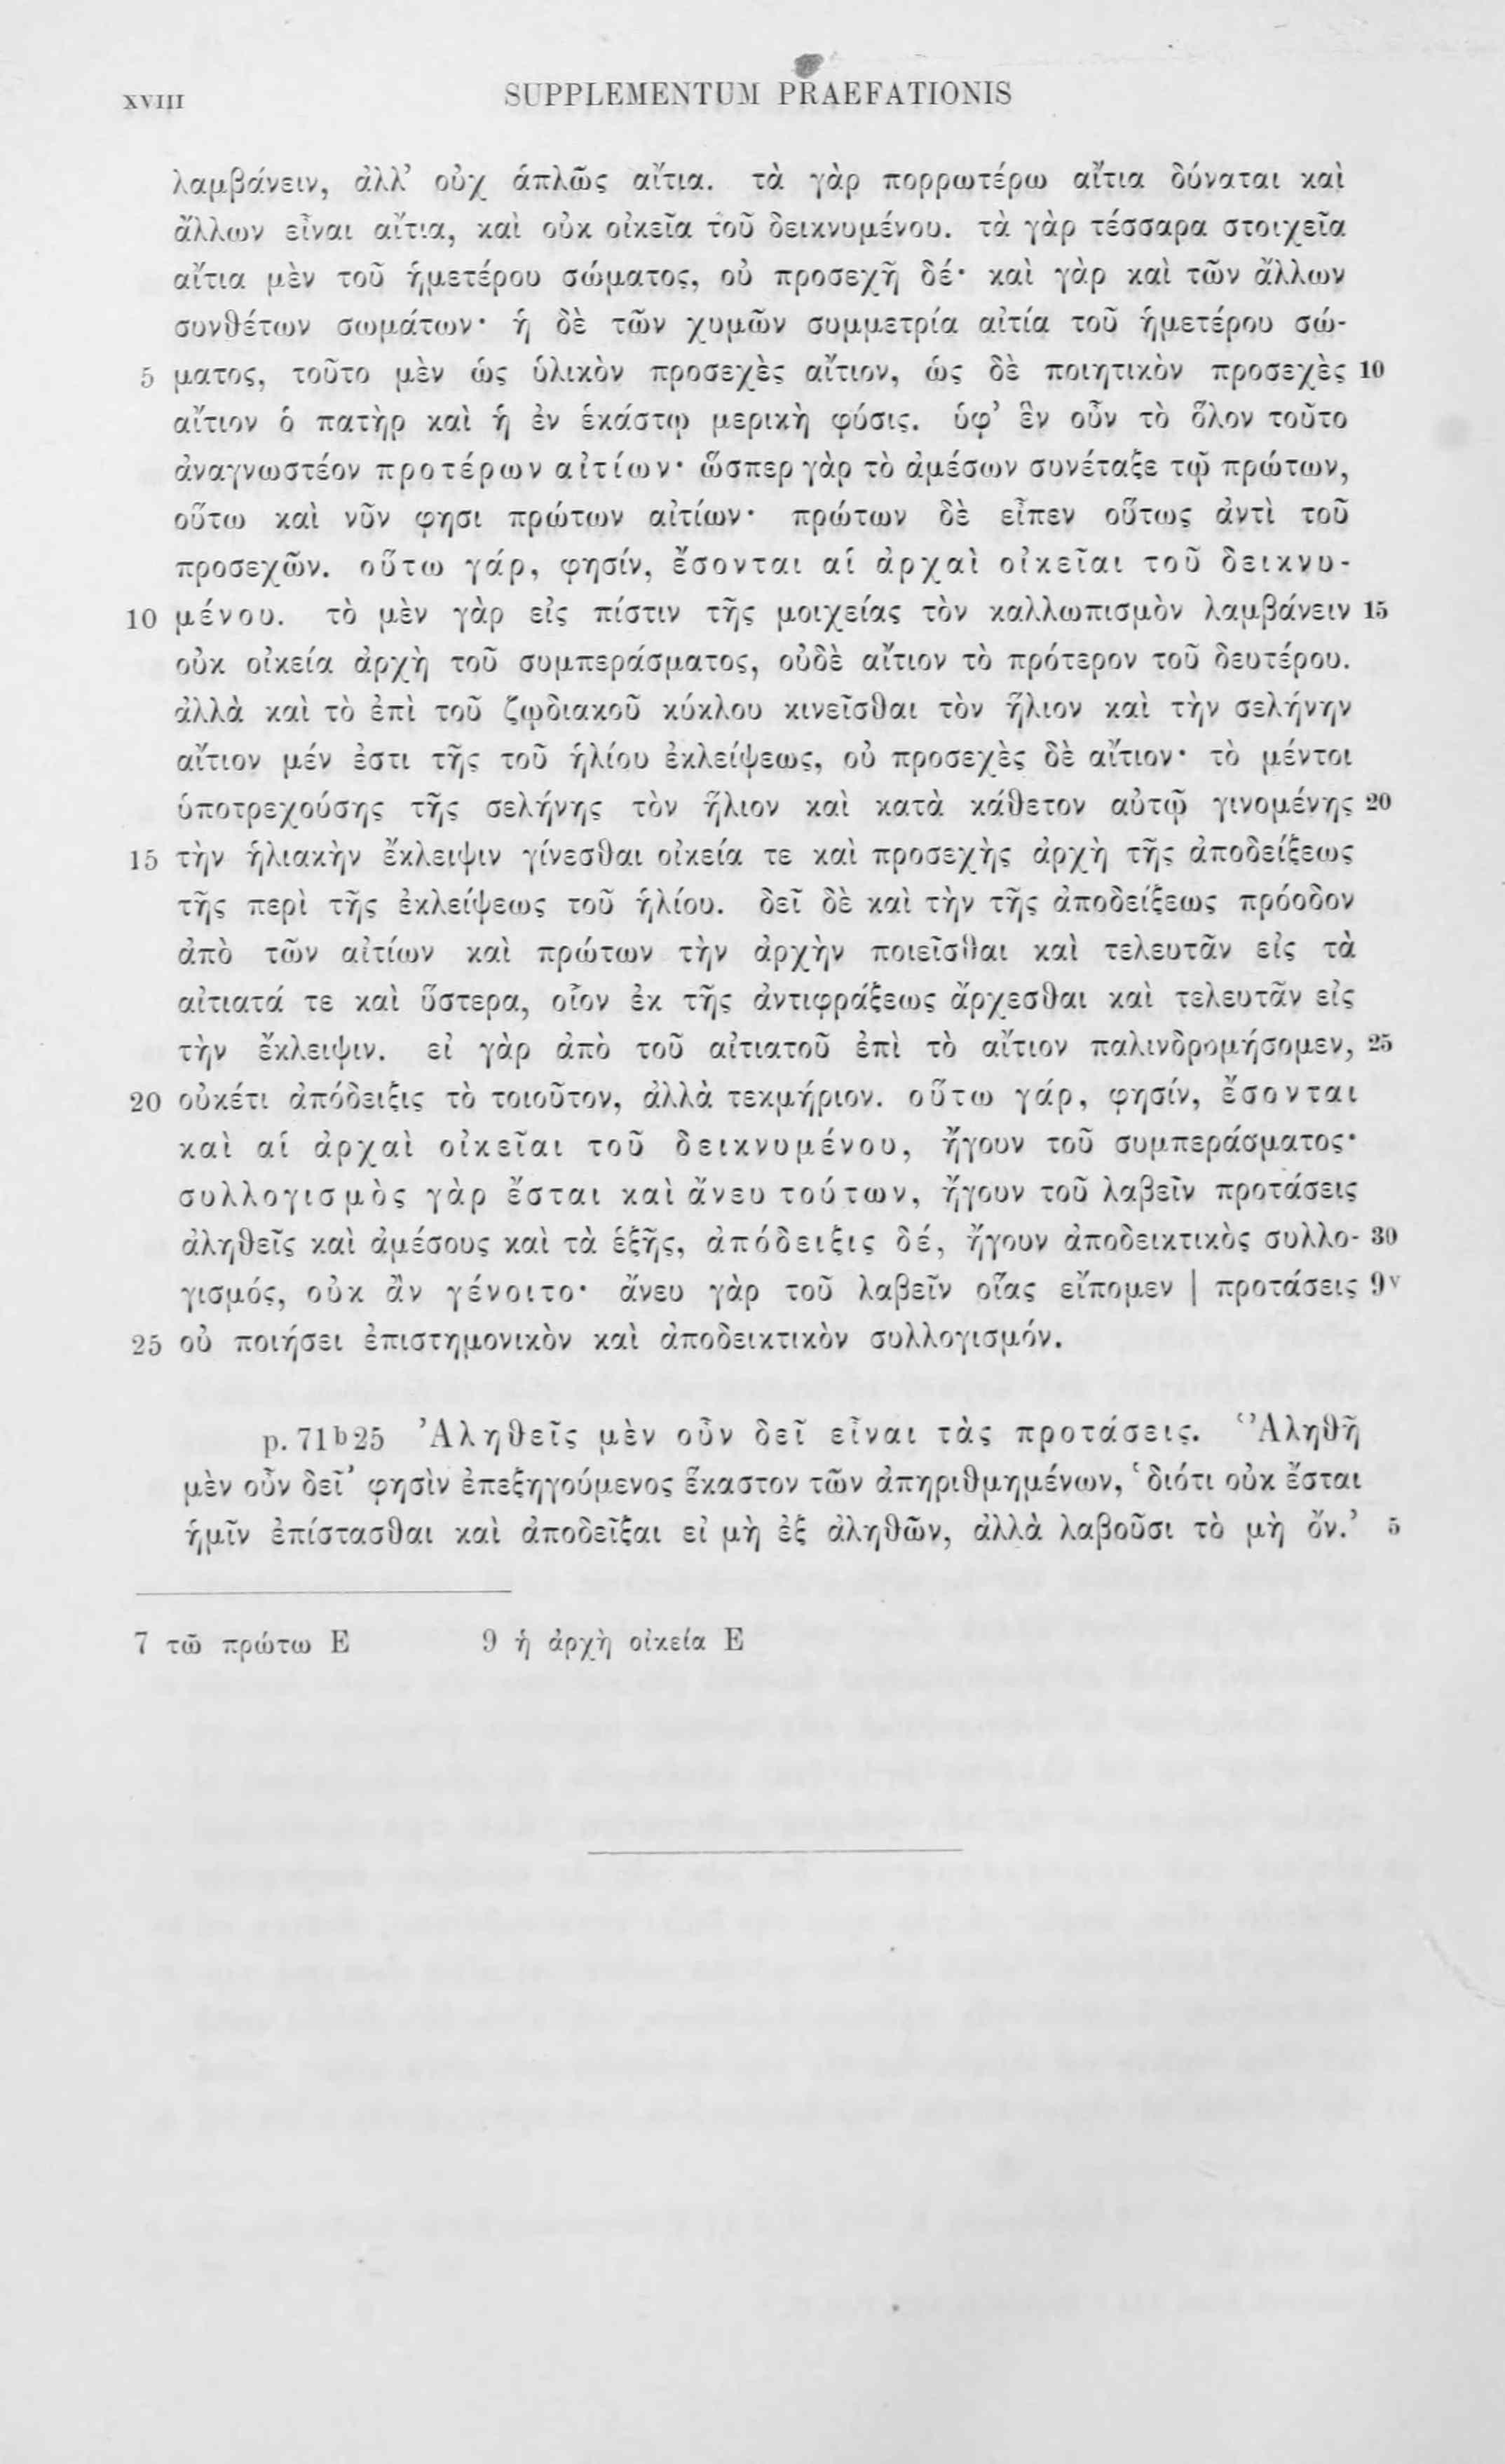 XVIII SUPPLEMENTUM PRAEFATIONIS
λαμβάνειν, ἀλλ’ οὐχ ἁπλῶς αἴτια. τὰ γὰρ πορρωτέρω αἴτια δύναται καὶ
ἄλλων εἶναι αἴτια, καὶ οὐκ οἰκεῖα τοῦ δεικνυμένου. τὰ γὰρ τέσσαρα στοιχεῖα
αἴτια μὲν τοῦ ἡμετέρου σώματος, οὐ προσεχῆ δέ· καὶ γὰρ καὶ τῶν ἄλλων
συνθέτων σωμάτων· ἡ δὲ τῶν χυμῶν συμμετρία αἰτία τοῦ ἡμετέρου σώ-
5 ματος, τοῦτο μὲν ὡς ὑλικὸν προσεχὲς αἴτιον, ὡς δὲ ποιητικὸν προσεχὲς 10
αἴτιον ὁ πατὴρ καὶ ἡ ἐν ἑκάστῳ μερικὴ φύσις. ὑφ’ ἓν οὖν τὸ ὅλον τοῦτο
ἀναγνωστέον προτέρων αἰτίων· ὥσπερ γὰρ τὸ ἀμέσων συνέταξε τῷ πρώτων,
οὕτω καὶ νῦν φησι πρώτων αἰτίων· πρώτων δὲ εἶπεν οὕτως ἀντὶ τοῦ
προσεχῶν. οὕτω γάρ, φησίν, ἔσονται αἱ ἀρχαὶ οἰκεῖαι τοῦ δεικνυ-
10 μένου. τὸ μὲν γὰρ εἰς πίστιν τῆς μοιχείας τὸν καλλωπισμὸν λαμβάνειν 15
οὐκ οἰκεία ἀρχὴ τοῦ συμπεράσματος, οὐδὲ αἴτιον τὸ πρότερον τοῦ δευτέρου.
ἀλλὰ καὶ τὸ ἐπὶ τοῦ ζῳδιακοῦ κύκλου κινεῖσθαι τὸν ἥλιον καὶ τὴν σελήνην
αἴτιον μέν ἐστι τῆς τοῦ ἡλίου ἐκλείψεως, οὐ προσεχὲς δὲ αἴτιον· τὸ μέντοι
ὑποτρεχούσης τῆς σελήνης τὸν ἥλιον καὶ κατὰ κάθετον αὐτῷ γινομένης 20
15 τὴν ἡλιακὴν ἔκλειψιν γίνεσθαι οἰκεία τε καὶ προσεχὴς ἀρχὴ τῆς ἀποδείξεως
τῆς περὶ τῆς ἐκλείψεως τοῦ ἡλίου. δεῖ δὲ καὶ τὴν τῆς ἀποδείξεως πρόοδον
ἀπὸ τῶν αἰτίων καὶ πρώτων τὴν ἀρχὴν ποιεῖσθαι καὶ τελευτᾶν εἰς τὰ
αἰτιατά τε καὶ ὕστερα, οἷον ἐκ τῆς ἀντιφράξεως ἄρχεσθαι καὶ τελευτᾶν εἰς
τὴν ἔκλειψιν. εἰ γὰρ ἀπὸ τοῦ αἰτιατοῦ ἐπὶ τὸ αἴτιον παλινδρομήσομεν, 25
20 οὐκέτι ἀπόδειξις τὸ τοιοῦτον, ἀλλὰ τεκμήριον. οὕτω γάρ, φησίν, ἔσονται
καὶ αἱ ἀρχαὶ οἰκεῖαι τοῦ δεικνυμένου, ἤγουν τοῦ συμπεράσματος·
συλλογισμὸς γὰρ ἔσται καὶ ἄνευ τούτων, ἤγουν τοῦ λαβεῖν προτάσεις
ἀληθεῖς καὶ ἀμέσους καὶ τὰ ἑξῆς, ἀπόδειξις δέ, ἤγουν ἀποδεικτικὸς συλλο- 30
γισμός, οὐκ ἂν γένοιτο· ἄνευ γὰρ τοῦ λαβεῖν οἵας εἴπομεν | προτάσεις 9v
25 οὐ ποιήσει ἐπιστημονικὸν καὶ ἀποδεικτικὸν συλλογισμόν.
p. 71b25 Ἀληθεῖς μὲν οὖν δεῖ εἶναι τὰς προτάσεις. ‘Ἀληθῆ
μὲν οὖν δεῖ’ φησὶν ἐπεξηγούμενος ἕκαστον τῶν ἀπηριθμημένων, ‘διότι οὐκ ἔσται
ἡμῖν ἐπίστασθαι καὶ ἀποδεῖξαι εἰ μὴ ἐξ ἀληθῶν, ἀλλὰ λαβοῦσι τὸ μὴ ὄν.’ 5
7 τῶ πρώτω E 9 ἡ ἀρχὴ οἰκεία E